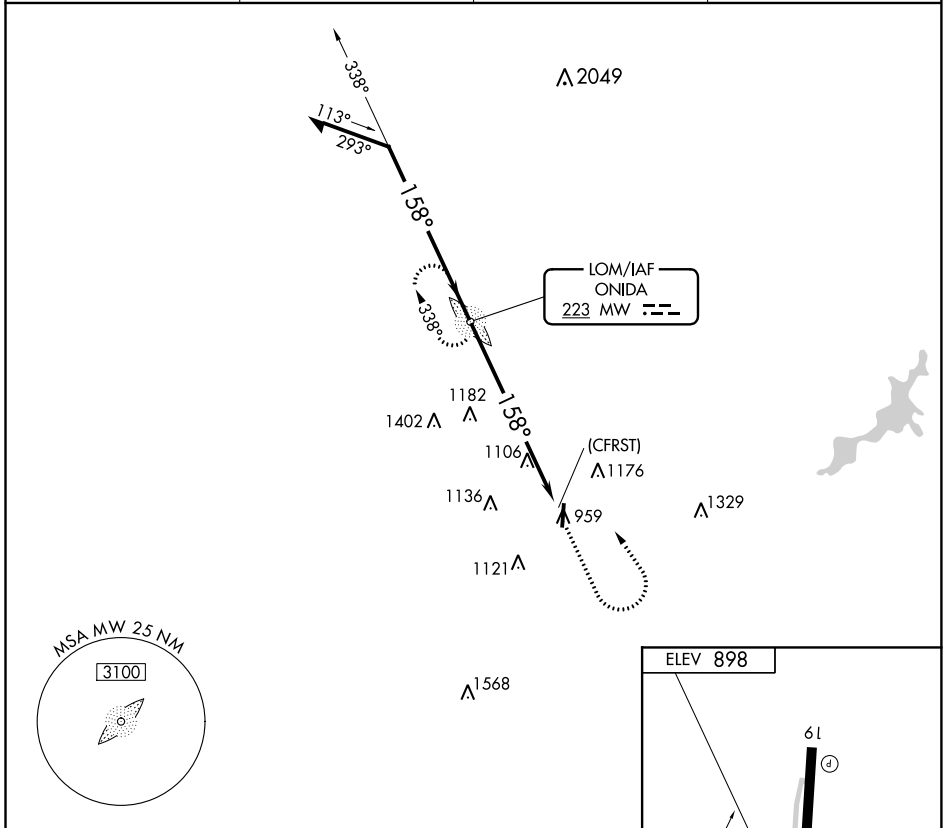 338°
2049
113°
293°
158°
LOM/IAF
ONIDA
223 MW
338°
1182
1402
158°
1106
(CFRST)
1176
1136
959
1329
1121
MSA MW 25 NM
3100
1568
ELEV 898
19
P